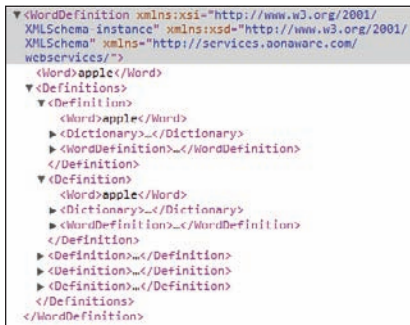 ▼<WordDefinition xmlns:xsi="http://www.w3.org/2001/
XMLSchema-instance" xmlns:xsd="http://www.w3.org/2001/
XMLSchema" xmlns="http://services.aonaware.com/
webservices/">
<Word>apple</Word>
▼<Definitions>
▼<Definition>
<Word>apple</Word>
▶<Dictionary>…</Dictionary>
▶<WordDefinition>…</WordDefinition>
</Definition>
▼<Definition>
<Word>apple</Word>
▶<Dictionary>…</Dictionary>
▶<WordDefinition>…</WordDefinition>
</Definition>
▶<Definition>…</Definition>
▶<Definition>…</Definition>
▶<Definition>…</Definition>
</Definitions>
</WordDefinition>